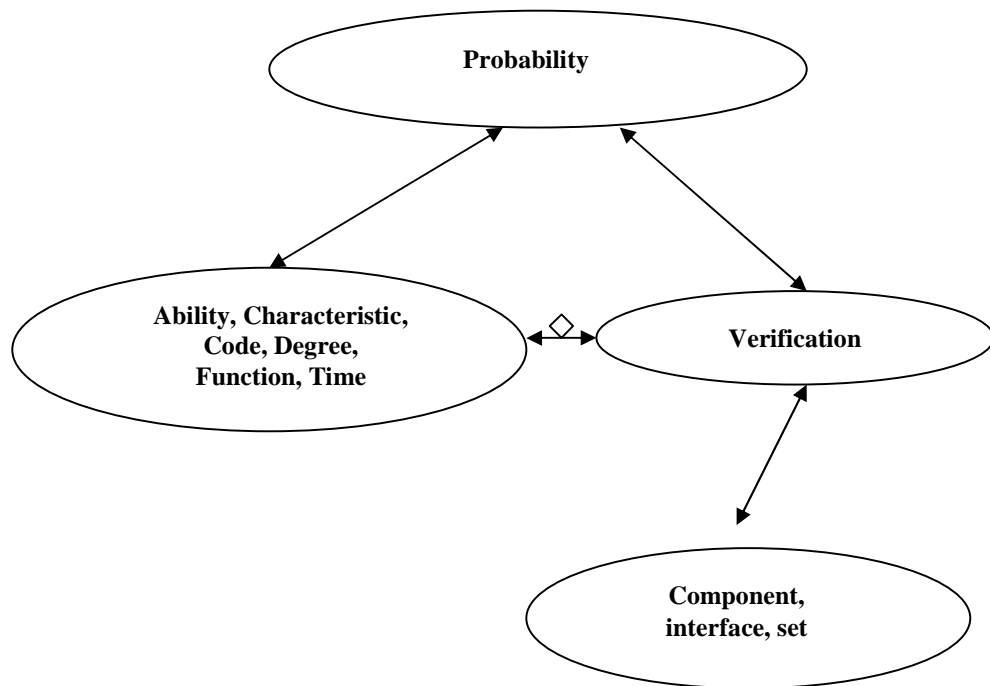 Probability
Ability, Characteristic,
Code, Degree,
Function, Time
Verification
Component,
interface, set